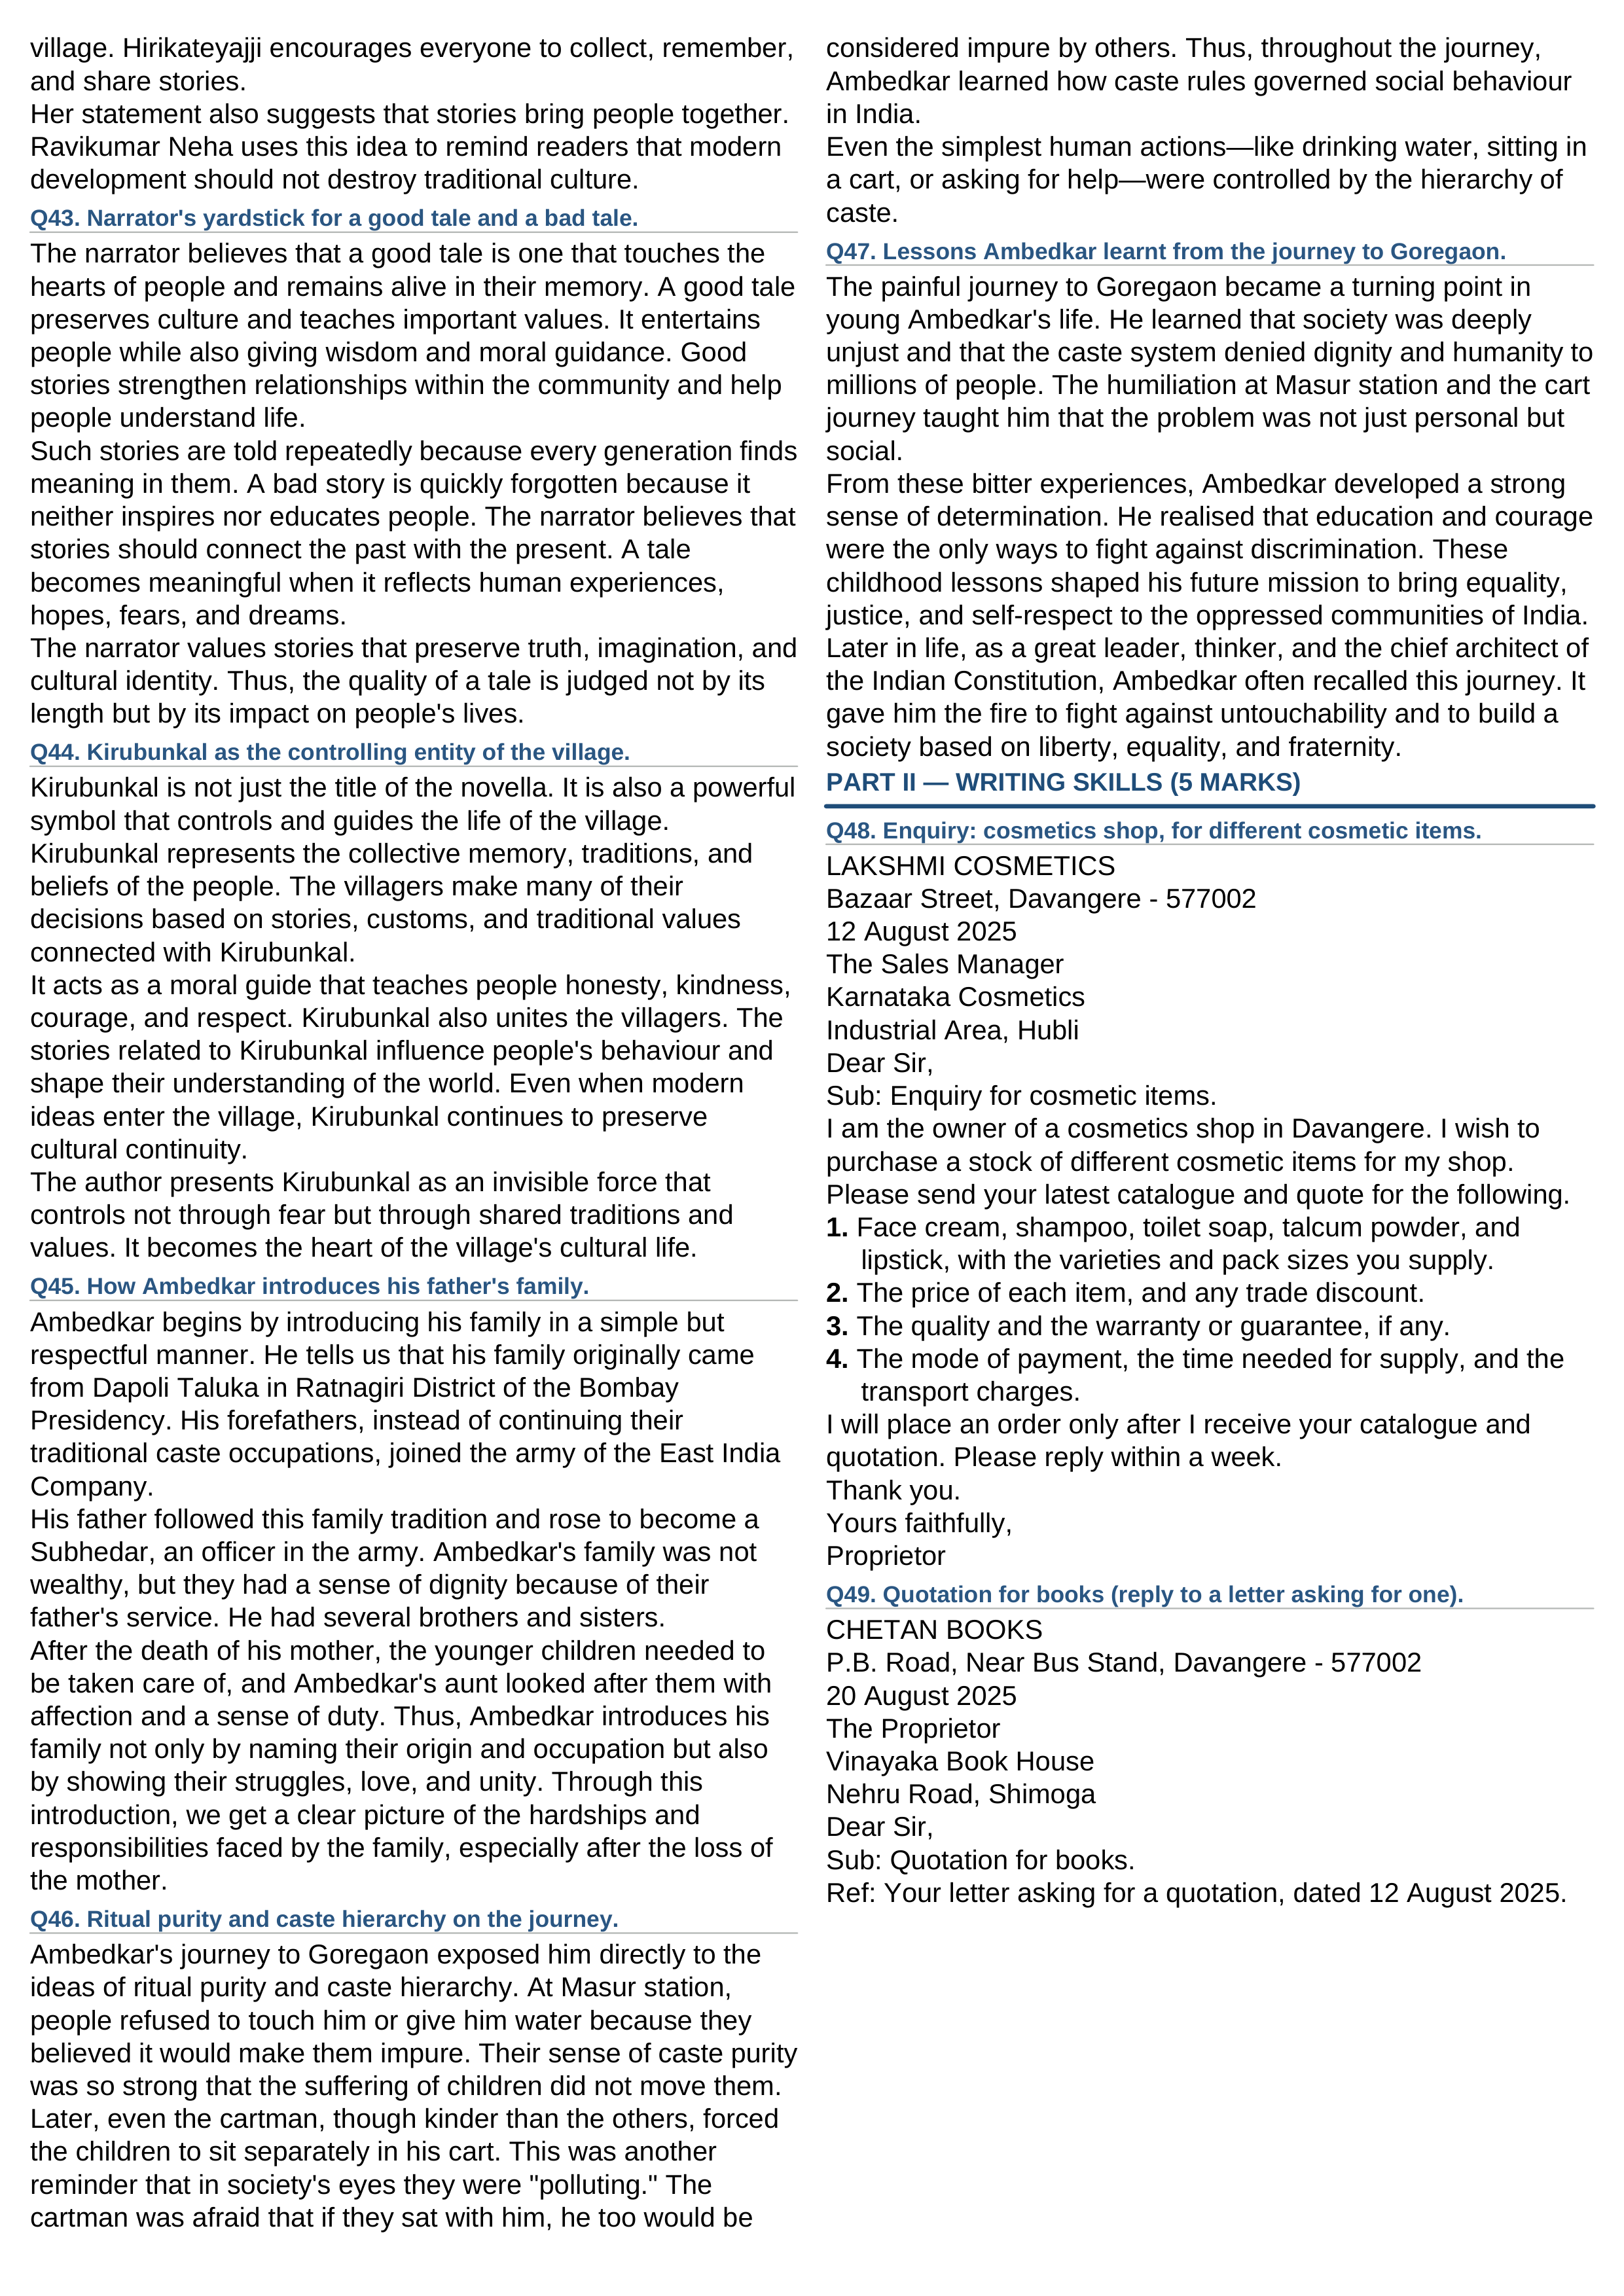 village. Hirikateyajji encourages everyone to collect, remember,
and share stories.
Her statement also suggests that stories bring people together.
Ravikumar Neha uses this idea to remind readers that modern
development should not destroy traditional culture.
Q43. Narrator's yardstick for a good tale and a bad tale.
The narrator believes that a good tale is one that touches the
hearts of people and remains alive in their memory. A good tale
preserves culture and teaches important values. It entertains
people while also giving wisdom and moral guidance. Good
stories strengthen relationships within the community and help
people understand life.
Such stories are told repeatedly because every generation finds
meaning in them. A bad story is quickly forgotten because it
neither inspires nor educates people. The narrator believes that
stories should connect the past with the present. A tale
becomes meaningful when it reflects human experiences,
hopes, fears, and dreams.
The narrator values stories that preserve truth, imagination, and
cultural identity. Thus, the quality of a tale is judged not by its
length but by its impact on people's lives.
Q44. Kirubunkal as the controlling entity of the village.
Kirubunkal is not just the title of the novella. It is also a powerful
symbol that controls and guides the life of the village.
Kirubunkal represents the collective memory, traditions, and
beliefs of the people. The villagers make many of their
decisions based on stories, customs, and traditional values
connected with Kirubunkal.
It acts as a moral guide that teaches people honesty, kindness,
courage, and respect. Kirubunkal also unites the villagers. The
stories related to Kirubunkal influence people's behaviour and
shape their understanding of the world. Even when modern
ideas enter the village, Kirubunkal continues to preserve
cultural continuity.
The author presents Kirubunkal as an invisible force that
controls not through fear but through shared traditions and
values. It becomes the heart of the village's cultural life.
Q45. How Ambedkar introduces his father's family.
Ambedkar begins by introducing his family in a simple but
respectful manner. He tells us that his family originally came
from Dapoli Taluka in Ratnagiri District of the Bombay
Presidency. His forefathers, instead of continuing their
traditional caste occupations, joined the army of the East India
Company.
His father followed this family tradition and rose to become a
Subhedar, an officer in the army. Ambedkar's family was not
wealthy, but they had a sense of dignity because of their
father's service. He had several brothers and sisters.
After the death of his mother, the younger children needed to
be taken care of, and Ambedkar's aunt looked after them with
affection and a sense of duty. Thus, Ambedkar introduces his
family not only by naming their origin and occupation but also
by showing their struggles, love, and unity. Through this
introduction, we get a clear picture of the hardships and
responsibilities faced by the family, especially after the loss of
the mother.
Q46. Ritual purity and caste hierarchy on the journey.
Ambedkar's journey to Goregaon exposed him directly to the
ideas of ritual purity and caste hierarchy. At Masur station,
people refused to touch him or give him water because they
believed it would make them impure. Their sense of caste purity
was so strong that the suffering of children did not move them.
Later, even the cartman, though kinder than the others, forced
the children to sit separately in his cart. This was another
reminder that in society's eyes they were "polluting." The
cartman was afraid that if they sat with him, he too would be
considered impure by others. Thus, throughout the journey,
Ambedkar learned how caste rules governed social behaviour
in India.
Even the simplest human actions—like drinking water, sitting in
a cart, or asking for help—were controlled by the hierarchy of
caste.
Q47. Lessons Ambedkar learnt from the journey to Goregaon.
The painful journey to Goregaon became a turning point in
young Ambedkar's life. He learned that society was deeply
unjust and that the caste system denied dignity and humanity to
millions of people. The humiliation at Masur station and the cart
journey taught him that the problem was not just personal but
social.
From these bitter experiences, Ambedkar developed a strong
sense of determination. He realised that education and courage
were the only ways to fight against discrimination. These
childhood lessons shaped his future mission to bring equality,
justice, and self-respect to the oppressed communities of India.
Later in life, as a great leader, thinker, and the chief architect of
the Indian Constitution, Ambedkar often recalled this journey. It
gave him the fire to fight against untouchability and to build a
society based on liberty, equality, and fraternity.
PART II — WRITING SKILLS (5 MARKS)
Q48. Enquiry: cosmetics shop, for different cosmetic items.
LAKSHMI COSMETICS
Bazaar Street, Davangere - 577002
12 August 2025
The Sales Manager
Karnataka Cosmetics
Industrial Area, Hubli
Dear Sir,
Sub: Enquiry for cosmetic items.
I am the owner of a cosmetics shop in Davangere. I wish to
purchase a stock of different cosmetic items for my shop.
Please send your latest catalogue and quote for the following.
1. Face cream, shampoo, toilet soap, talcum powder, and
lipstick, with the varieties and pack sizes you supply.
2. The price of each item, and any trade discount.
3. The quality and the warranty or guarantee, if any.
4. The mode of payment, the time needed for supply, and the
transport charges.
I will place an order only after I receive your catalogue and
quotation. Please reply within a week.
Thank you.
Yours faithfully,
Proprietor
Q49. Quotation for books (reply to a letter asking for one).
CHETAN BOOKS
P.B. Road, Near Bus Stand, Davangere - 577002
20 August 2025
The Proprietor
Vinayaka Book House
Nehru Road, Shimoga
Dear Sir,
Sub: Quotation for books.
Ref: Your letter asking for a quotation, dated 12 August 2025.